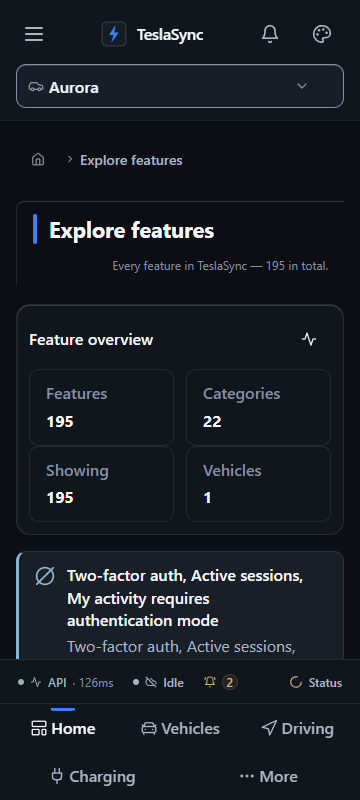 TeslaSync
Aurora
Explore features
Explore features
Every feature in TeslaSync — 195 in total.
Feature overview
Features
195
Categories
22
Showing
195
Vehicles
1
Two-factor auth, Active sessions,
My activity requires
authentication mode
Two-factor auth, Active sessions,
API · 126ms
Idle
2
Status
Home
Vehicles
Driving
Charging
More